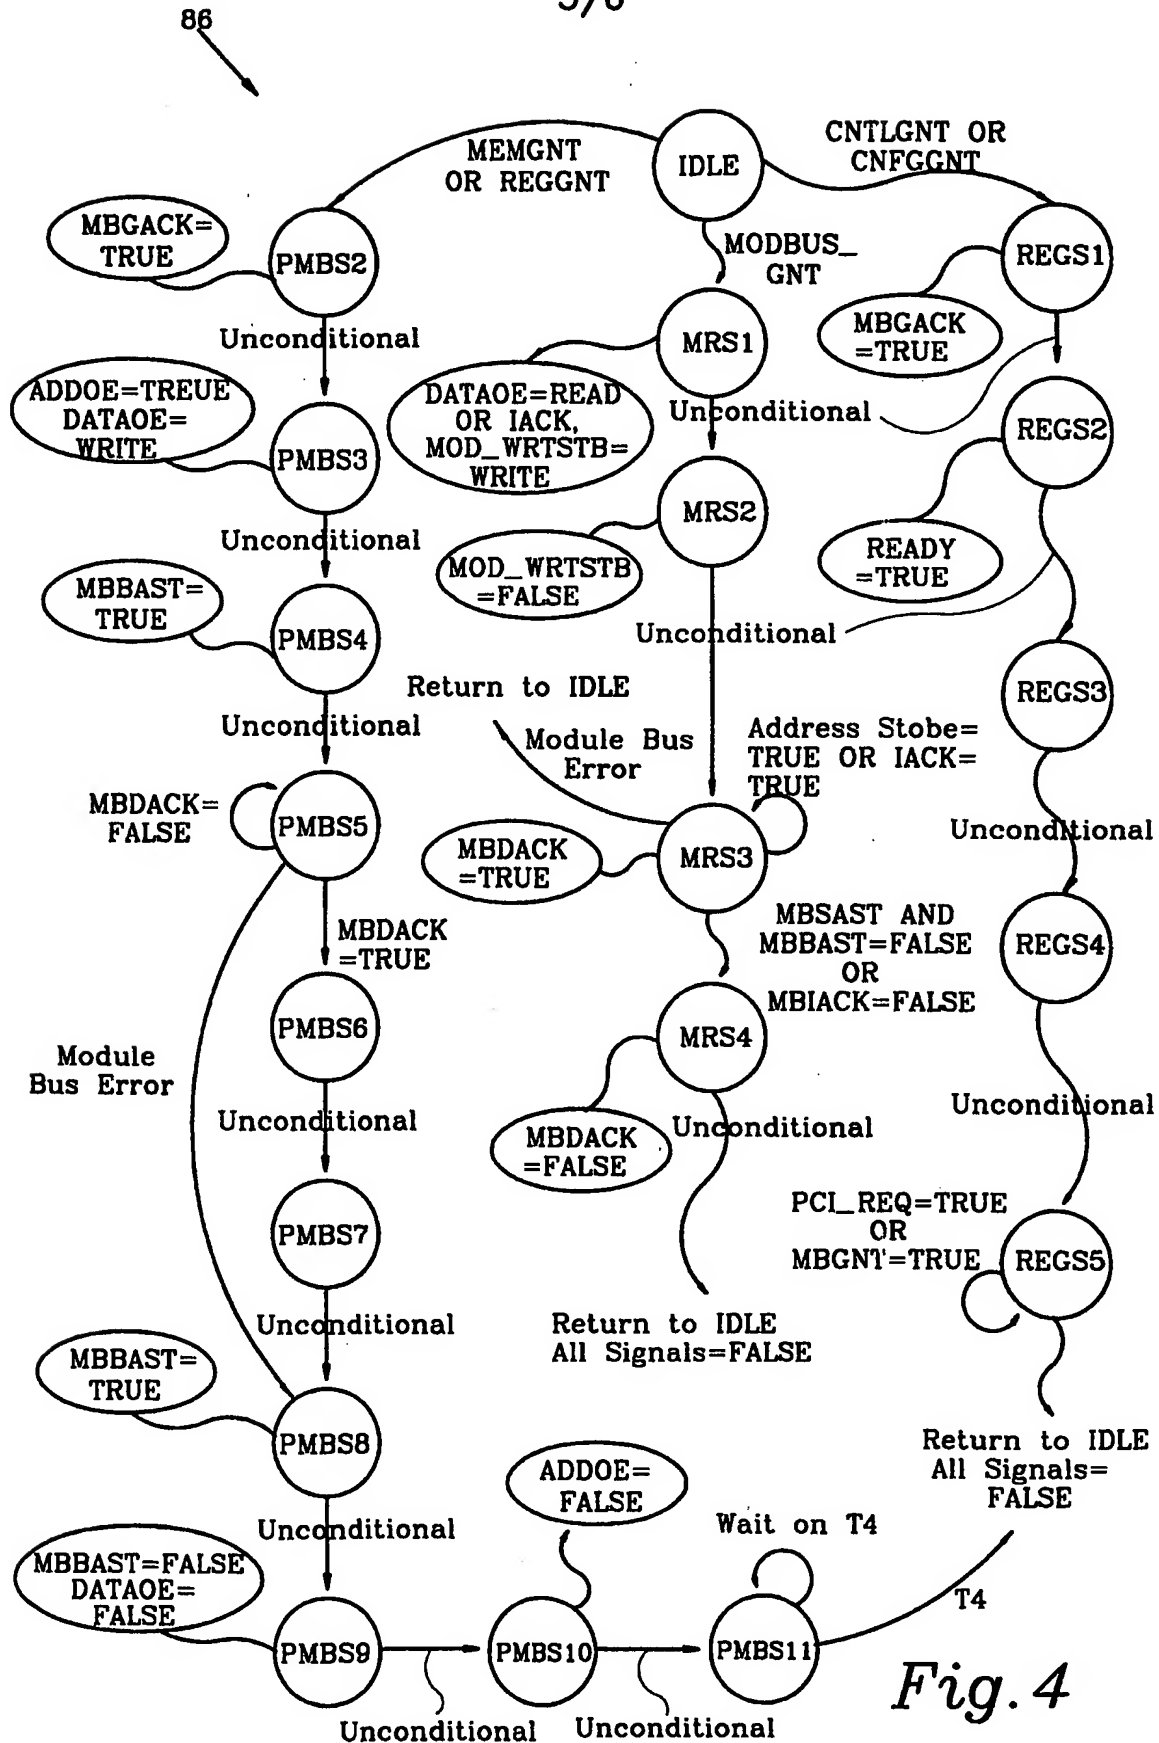 86
3/6
IDLE
CNTLGNT OR
CNFGGNT
MEMGNT
OR REGGNT
MODBUS_
GNT
MBGACK=
TRUE
PMBS2
REGS1
MBGACK
=TRUE
Unconditional
MRS1
ADDOE=TREUE
DATAOE=
WRITE
PMBS3
DATAOE=READ
OR IACK,
MOD_WRTSTB=
WRITE
Unconditional
REGS2
MRS2
Unconditional
MOD_WRTSTB
=FALSE
READY
=TRUE
MBBAST=
TRUE
PMBS4
Unconditional
Return to IDLE
REGS3
Unconditional
Module Bus
Error
Address Stobe=
TRUE OR IACK=
TRUE
MBDACK=
FALSE
PMBS5
MBDACK
=TRUE
MRS3
Unconditional
MBDACK
=TRUE
MBSAST AND
MBBAST=FALSE
OR
MBIACK=FALSE
REGS4
PMBS6
MRS4
Module
Bus Error
Unconditional
MBDACK
=FALSE
Unconditional
Unconditional
PMBS7
PCI_REQ=TRUE
OR
MBGNT=TRUE
REGS5
Unconditional
Return to IDLE
All Signals=FALSE
MBBAST=
TRUE
PMBS8
Return to IDLE
All Signals=
FALSE
ADDOE=
FALSE
Unconditional
Wait on T4
MBBAST=FALSE
DATAOE=
FALSE
PMBS9
PMBS10
PMBS11
T4
Unconditional
Unconditional
Fig. 4